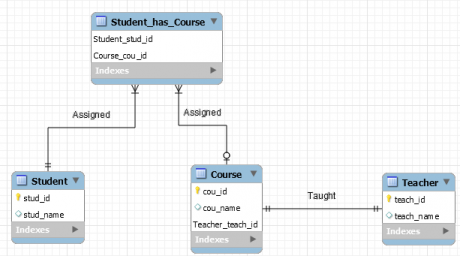 Student_has_Course
Student_stud_id
Course_cou_id
Indexes
Assigned
Assigned
Student
stud_id
stud_name
Indexes
Course
cou_id
cou_name
Teacher_teach_id
Indexes
Taught
Teacher
teach_id
teach_name
Indexes